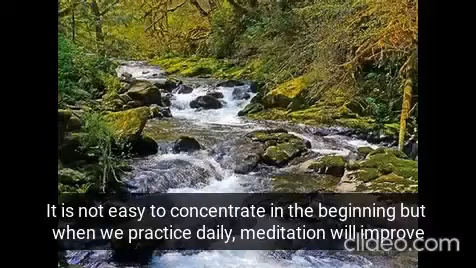 It is not easy to concentrate in the beginning but
when we practice daily, meditation will improve
clideo.com